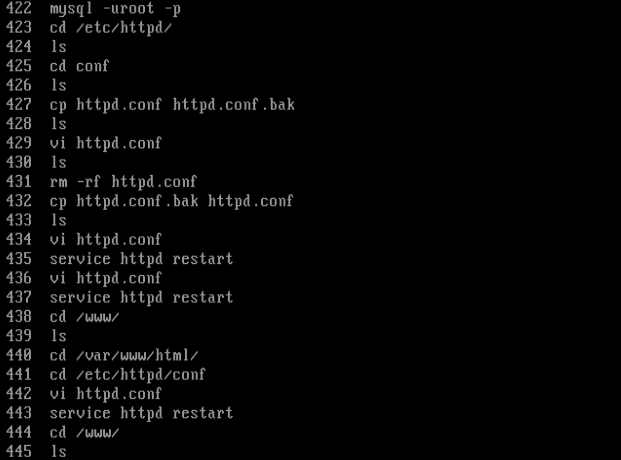 422 mysql -uroot -p
423 cd /etc/httpd/
424 ls
425 cd conf
426 ls
427 cp httpd.conf httpd.conf.bak
428 ls
429 vi httpd.conf
430 ls
431 rm -rf httpd.conf
432 cp httpd.conf.bak httpd.conf
433 ls
434 vi httpd.conf
435 service httpd restart
436 vi httpd.conf
437 service httpd restart
438 cd /www/
439 ls
440 cd /var/www/html/
441 cd /etc/httpd/conf
442 vi httpd.conf
443 service httpd restart
444 cd /www/
445 ls